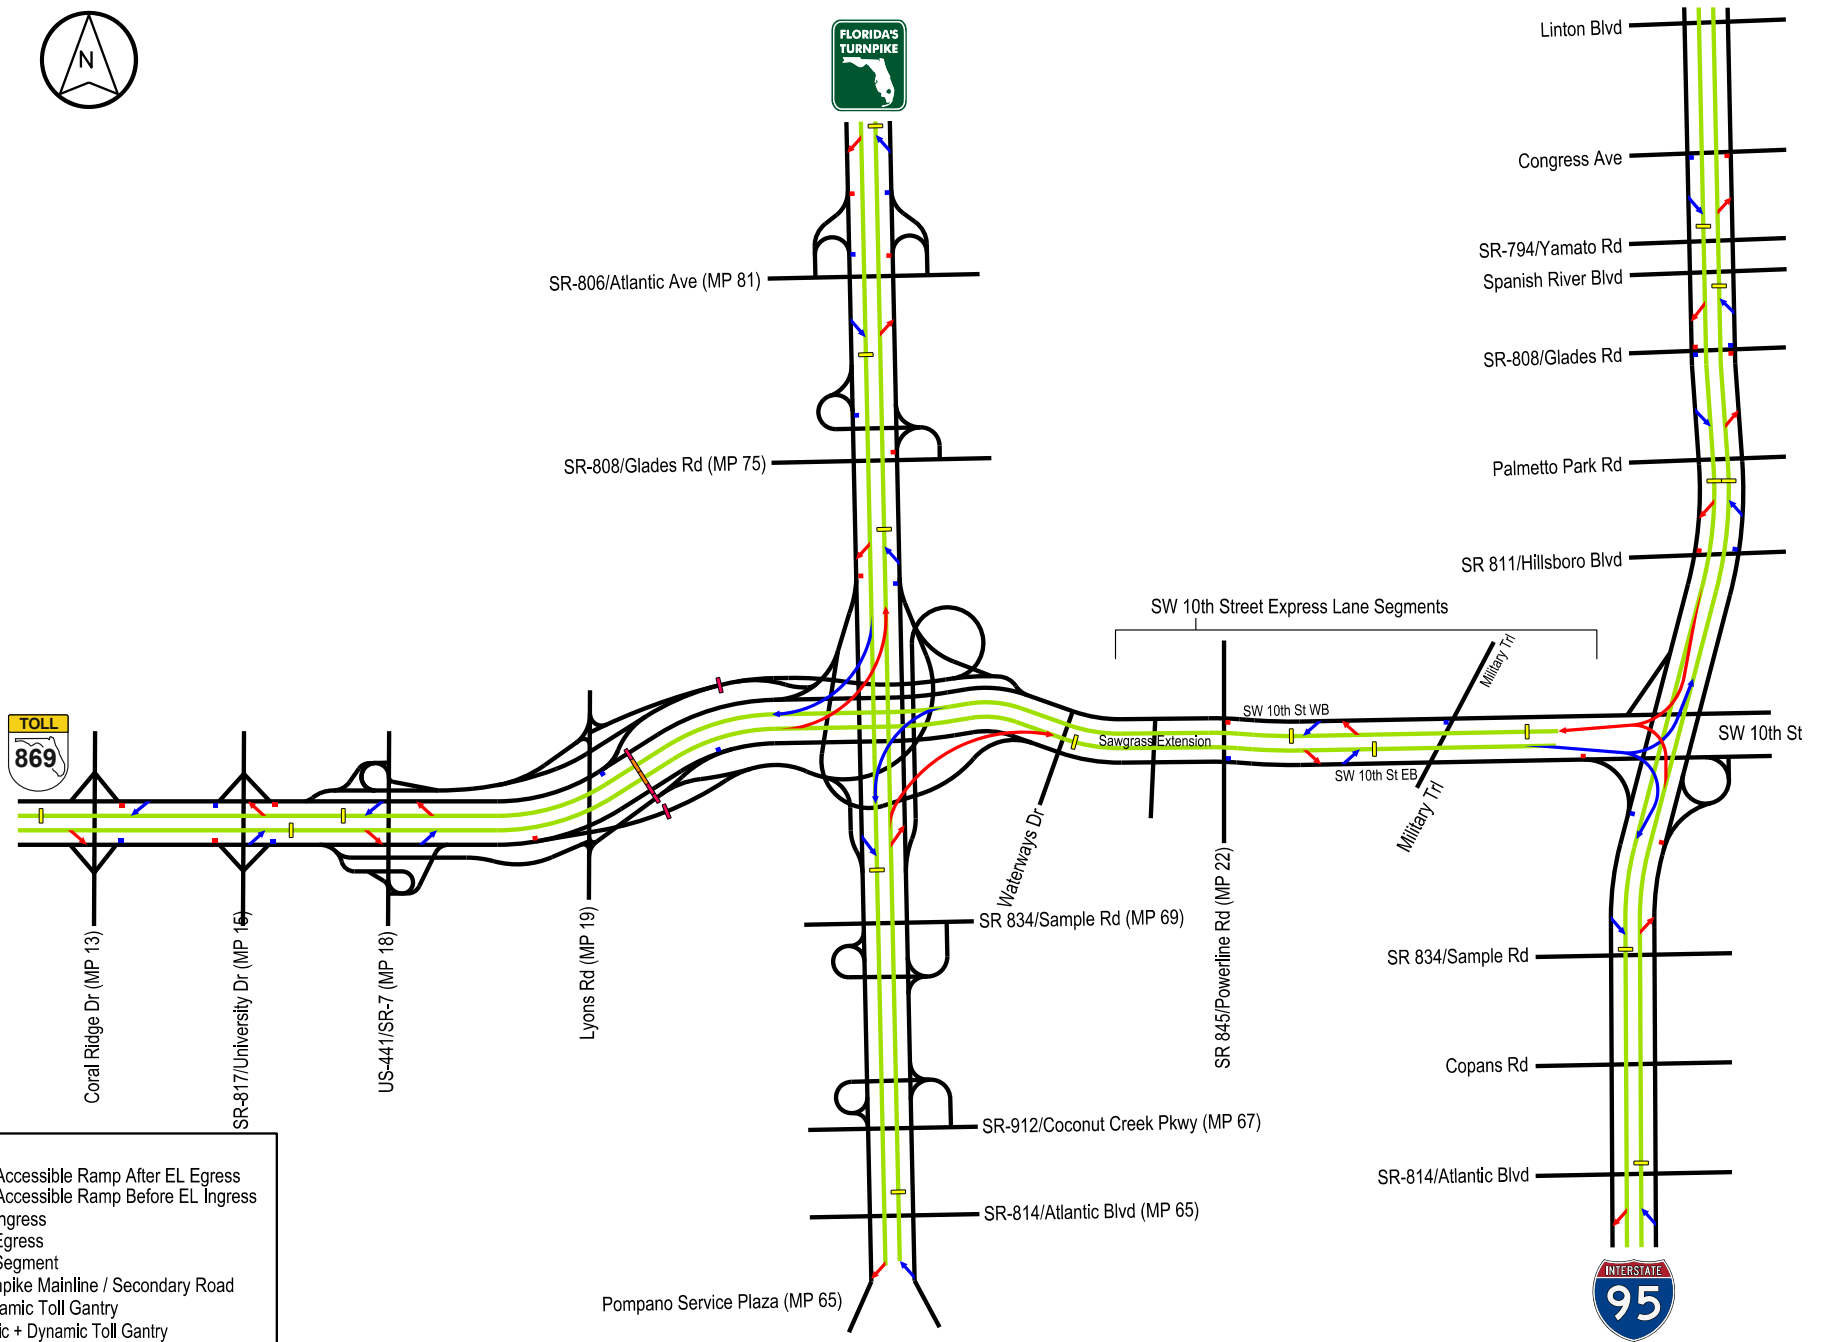 N
FLORIDA'S
TURNPIKE
Linton Blvd
Congress Ave
SR-794/Yamato Rd
Spanish River Blvd
SR-808/Glades Rd
Palmetto Park Rd
SR 811/Hillsboro Blvd
SR-806/Atlantic Ave (MP 81)
SR-808/Glades Rd (MP 75)
SW 10th Street Express Lane Segments
Military Trl
SW 10th St WB
Sawgrass Extension
SW 10th St EB
SW 10th St
Military Trl
TOLL
869
Waterways Dr
SR 845/Powerline Rd (MP 22)
Coral Ridge Dr (MP 13)
SR-817/University Dr (MP 15)
US-441/SR-7 (MP 18)
Lyons Rd (MP 19)
SR 834/Sample Rd (MP 69)
SR-912/Coconut Creek Pkwy (MP 67)
SR-814/Atlantic Blvd (MP 65)
Pompano Service Plaza (MP 65)
SR 834/Sample Rd
Copans Rd
SR-814/Atlantic Blvd
INTERSTATE
95
Accessible Ramp After EL Egress
Accessible Ramp Before EL Ingress
ngress
Egress
Segment
npike Mainline / Secondary Road
amic Toll Gantry
ic + Dynamic Toll Gantry